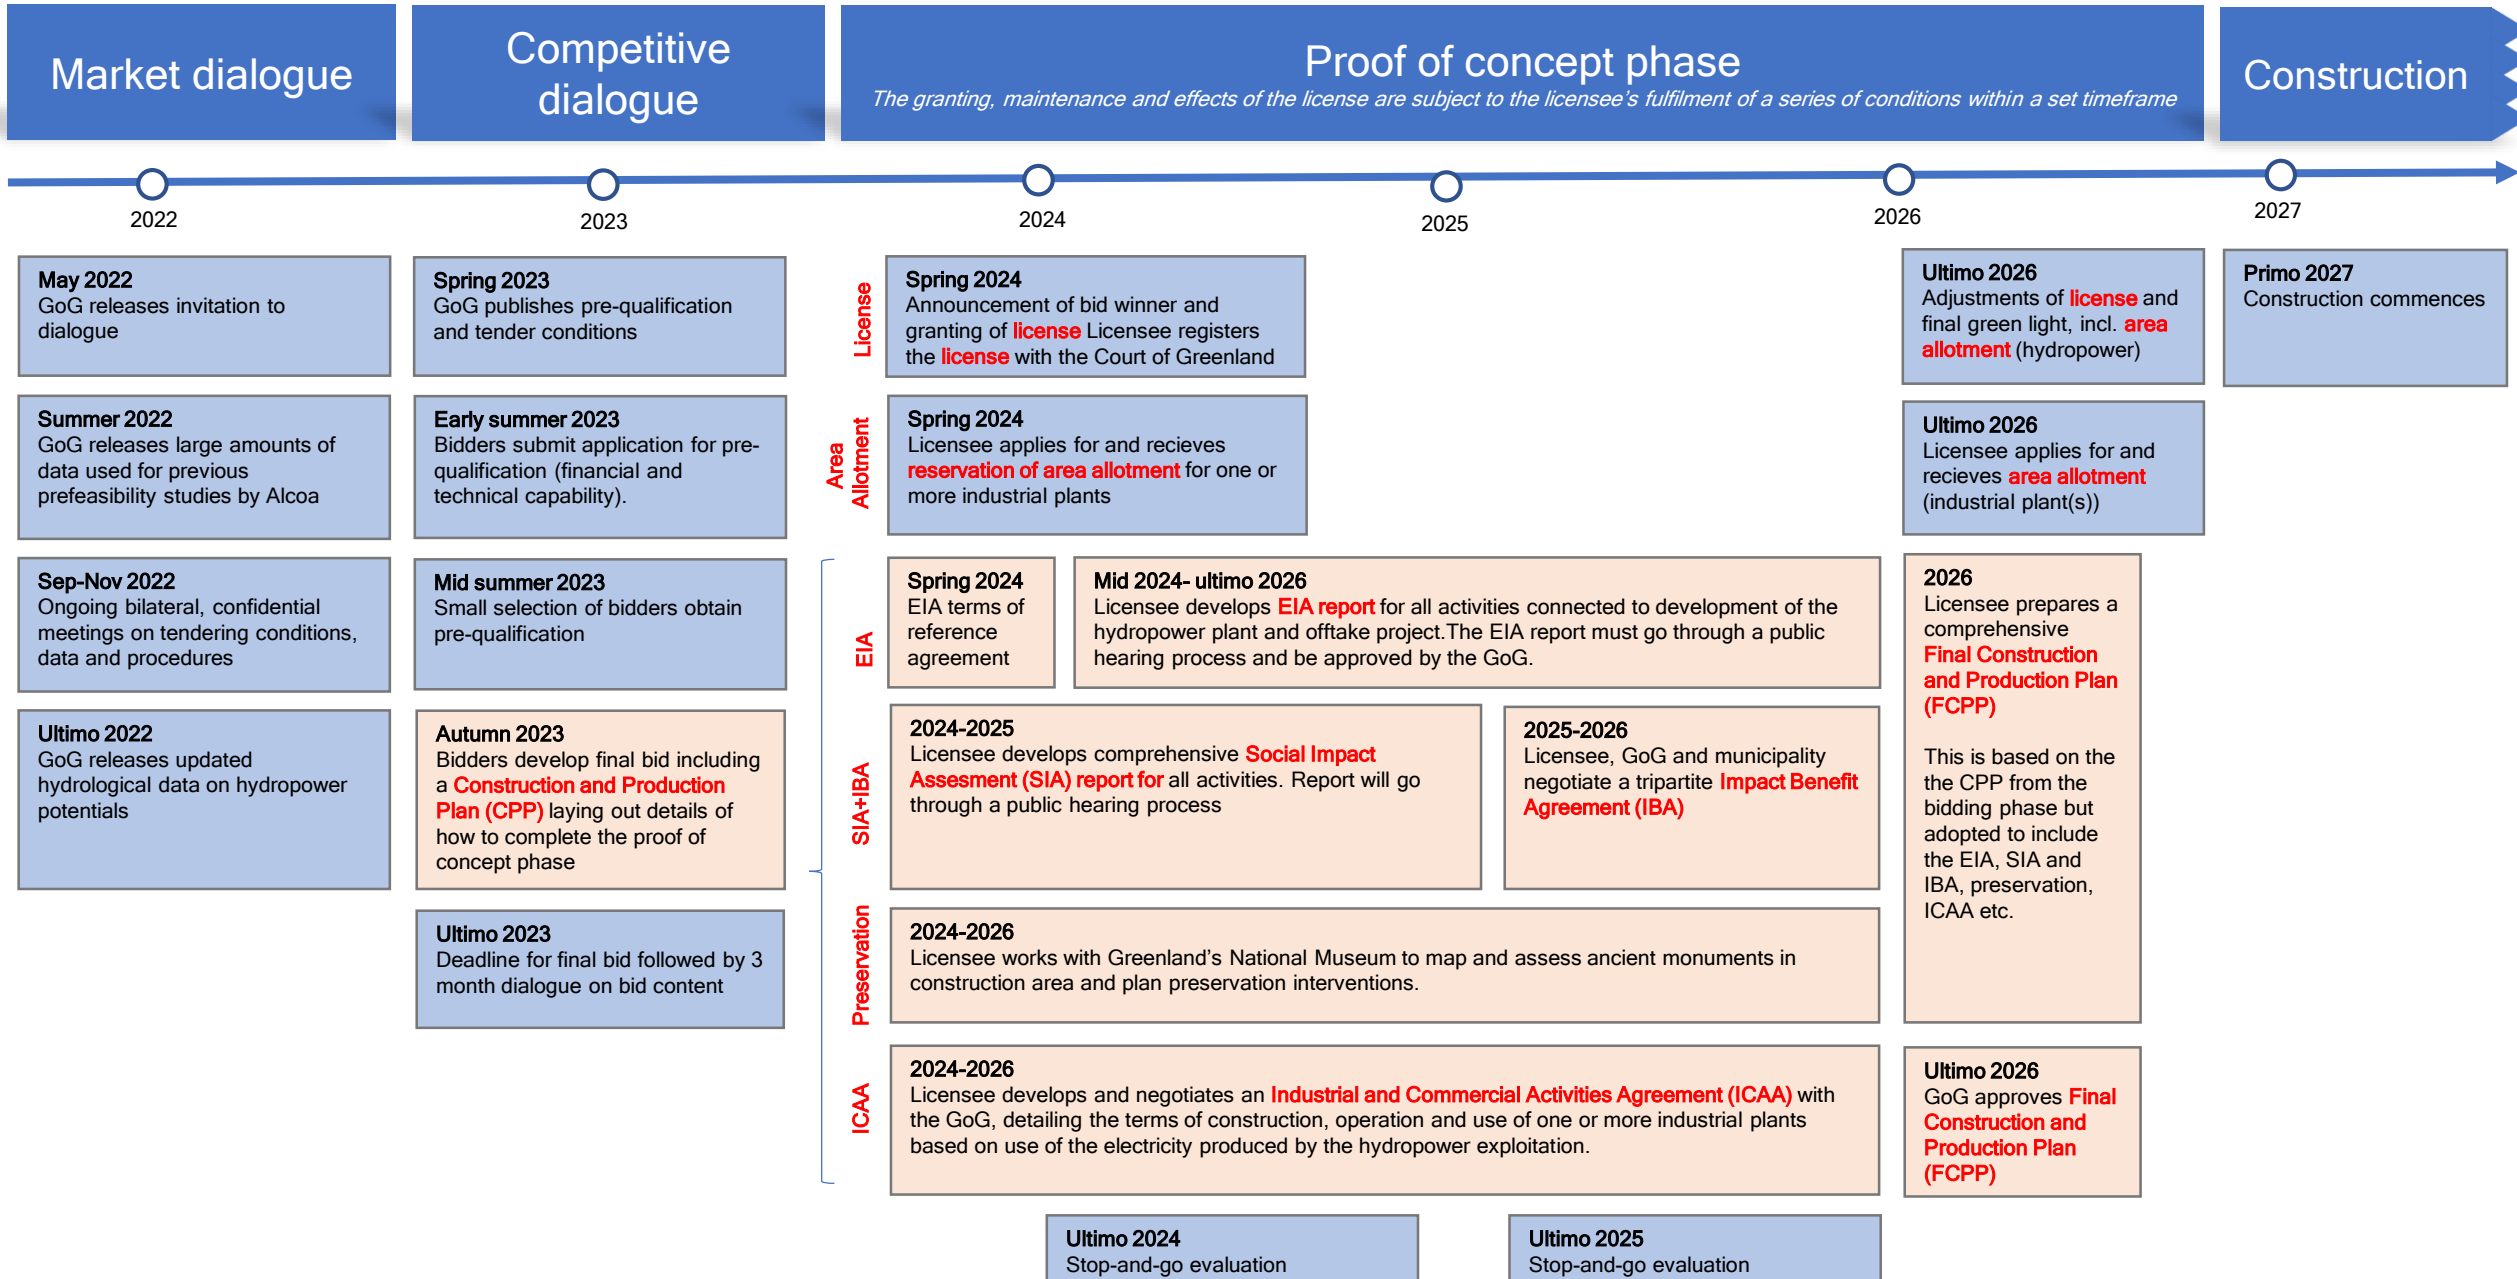 Market dialogue
Competitive
dialogue
Proof of concept phase
The granting, maintenance and effects of the license are subject to the licensee's fulfilment of a series of conditions within a set timeframe
Construction
2022
2023
2024
2025
2026
2027
May 2022
GoG releases invitation to
dialogue
Summer 2022
GoG releases large amounts of
data used for previous
prefeasibility studies by Alcoa
Sep-Nov 2022
Ongoing bilateral, confidential
meetings on tendering conditions,
data and procedures
Ultimo 2022
GoG releases updated
hydrological data on hydropower
potentials
Spring 2023
GoG publishes pre-qualification
and tender conditions
Early summer 2023
Bidders submit application for pre-
qualification (financial and
technical capability).
Mid summer 2023
Small selection of bidders obtain
pre-qualification
Autumn 2023
Bidders develop final bid including
a Construction and Production
Plan (CPP) laying out details of
how to complete the proof of
concept phase
Ultimo 2023
Deadline for final bid followed by 3
month dialogue on bid content
License
Spring 2024
Announcement of bid winner and
granting of license Licensee registers
the license with the Court of Greenland
Area
Allotment
Spring 2024
Licensee applies for and recieves
reservation of area allotment for one or
more industrial plants
EIA
Spring 2024
EIA terms of
reference
agreement
Mid 2024- ultimo 2026
Licensee develops EIA report for all activities connected to development of the
hydropower plant and offtake project.The EIA report must go through a public
hearing process and be approved by the GoG.
SIA+IBA
2024-2025
Licensee develops comprehensive Social Impact
Assesment (SIA) report for all activities. Report will go
through a public hearing process
2025-2026
Licensee, GoG and municipality
negotiate a tripartite Impact Benefit
Agreement (IBA)
Preservation
2024-2026
Licensee works with Greenland's National Museum to map and assess ancient monuments in
construction area and plan preservation interventions.
ICAA
2024-2026
Licensee develops and negotiates an Industrial and Commercial Activities Agreement (ICAA) with
the GoG, detailing the terms of construction, operation and use of one or more industrial plants
based on use of the electricity produced by the hydropower exploitation.
Ultimo 2024
Stop-and-go evaluation
Ultimo 2025
Stop-and-go evaluation
Ultimo 2026
Adjustments of license and
final green light, incl. area
allotment (hydropower)
Ultimo 2026
Licensee applies for and
recieves area allotment
(industrial plant(s))
2026
Licensee prepares a
comprehensive
Final Construction
and Production Plan
(FCPP)
This is based on the
the CPP from the
bidding phase but
adopted to include
the EIA, SIA and
IBA, preservation,
ICAA etc.
Ultimo 2026
GoG approves Final
Construction and
Production Plan
(FCPP)
Primo 2027
Construction commences